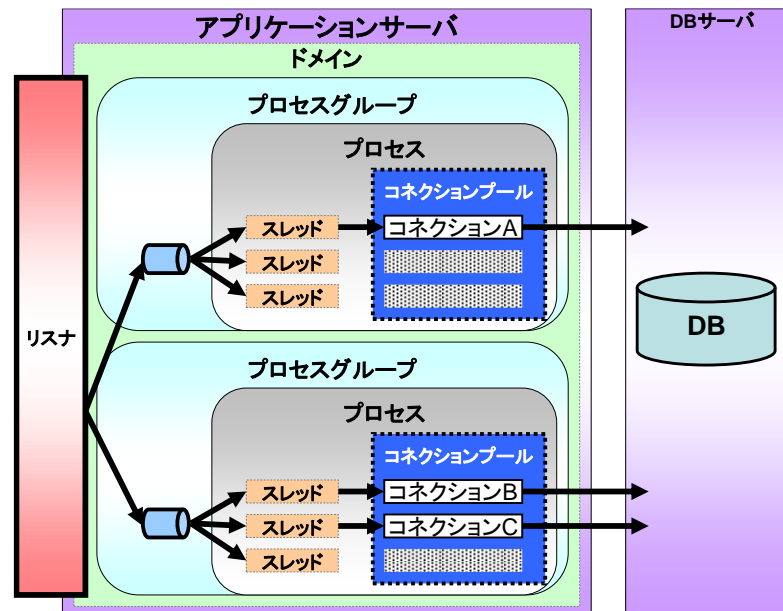 アプリケーションサーバ
DBサーバ
ドメイン
プロセスグループ
プロセス
コネクションプール
スレッド
コネクションA
スレッド
スレッド
リスナ
DB
プロセスグループ
プロセス
コネクションプール
スレッド
コネクションB
スレッド
コネクションC
スレッド